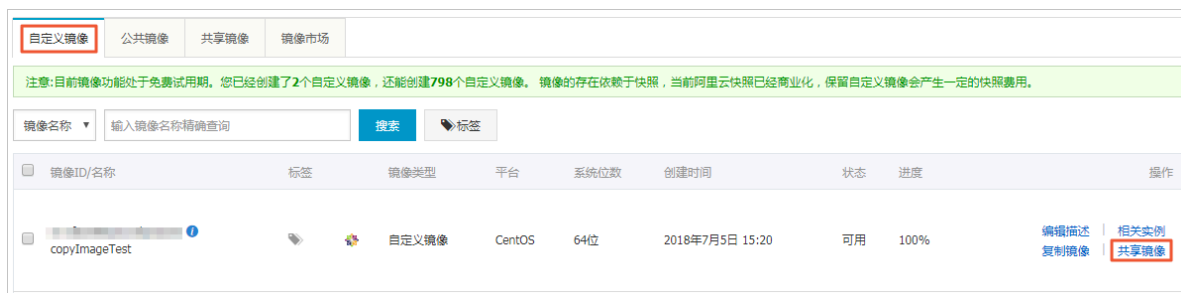 自定义镜像 公共镜像 共享镜像 镜像市场
注意:目前镜像功能处于免费试用期。您已经创建了2个自定义镜像，还能创建798个自定义镜像。 镜像的存在依赖于快照，当前阿里云快照已经商业化，保留自定义镜像会产生一定的快照费用。
镜像名称 输入镜像名称精确查询 搜索 标签
镜像ID/名称 标签 镜像类型 平台 系统位数 创建时间 状态 进度 操作
copyImageTest 自定义镜像 CentOS 64位 2018年7月5日 15:20 可用 100%
编辑描述 相关实例
复制镜像 共享镜像